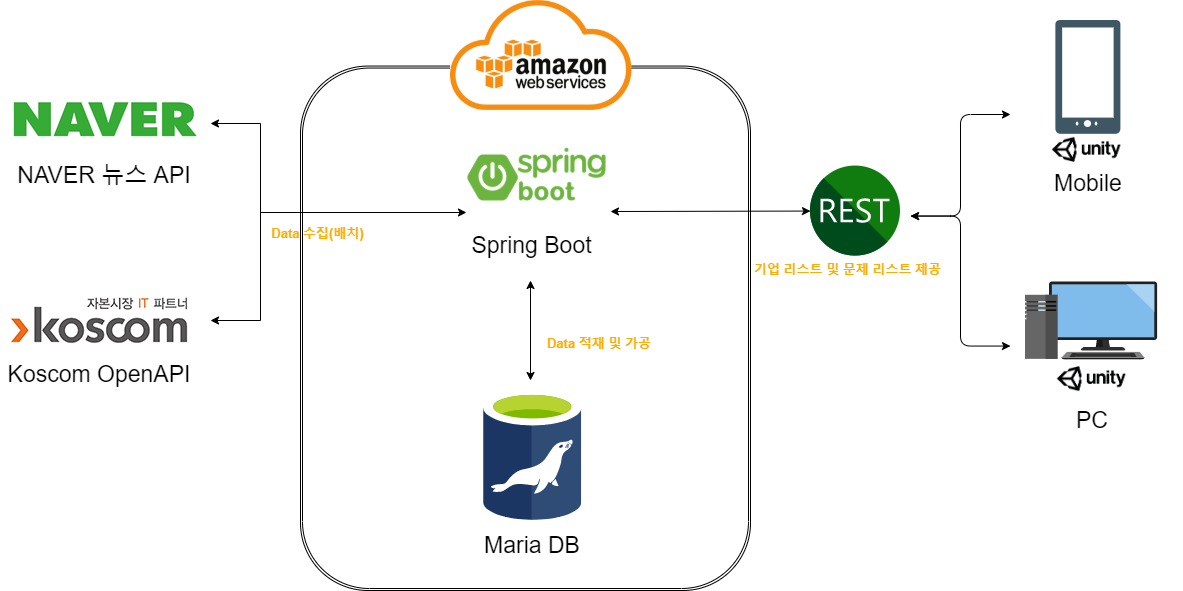 amazon
web services
NAVER
NAVER 뉴스 API
Data 수집(배치)
자본시장 IT 파트너
koscom
Koscom OpenAPI
spring
boot
Spring Boot
Data 적재 및 가공
Maria DB
REST
기업 리스트 및 문제 리스트 제공
unity
Mobile
unity
PC